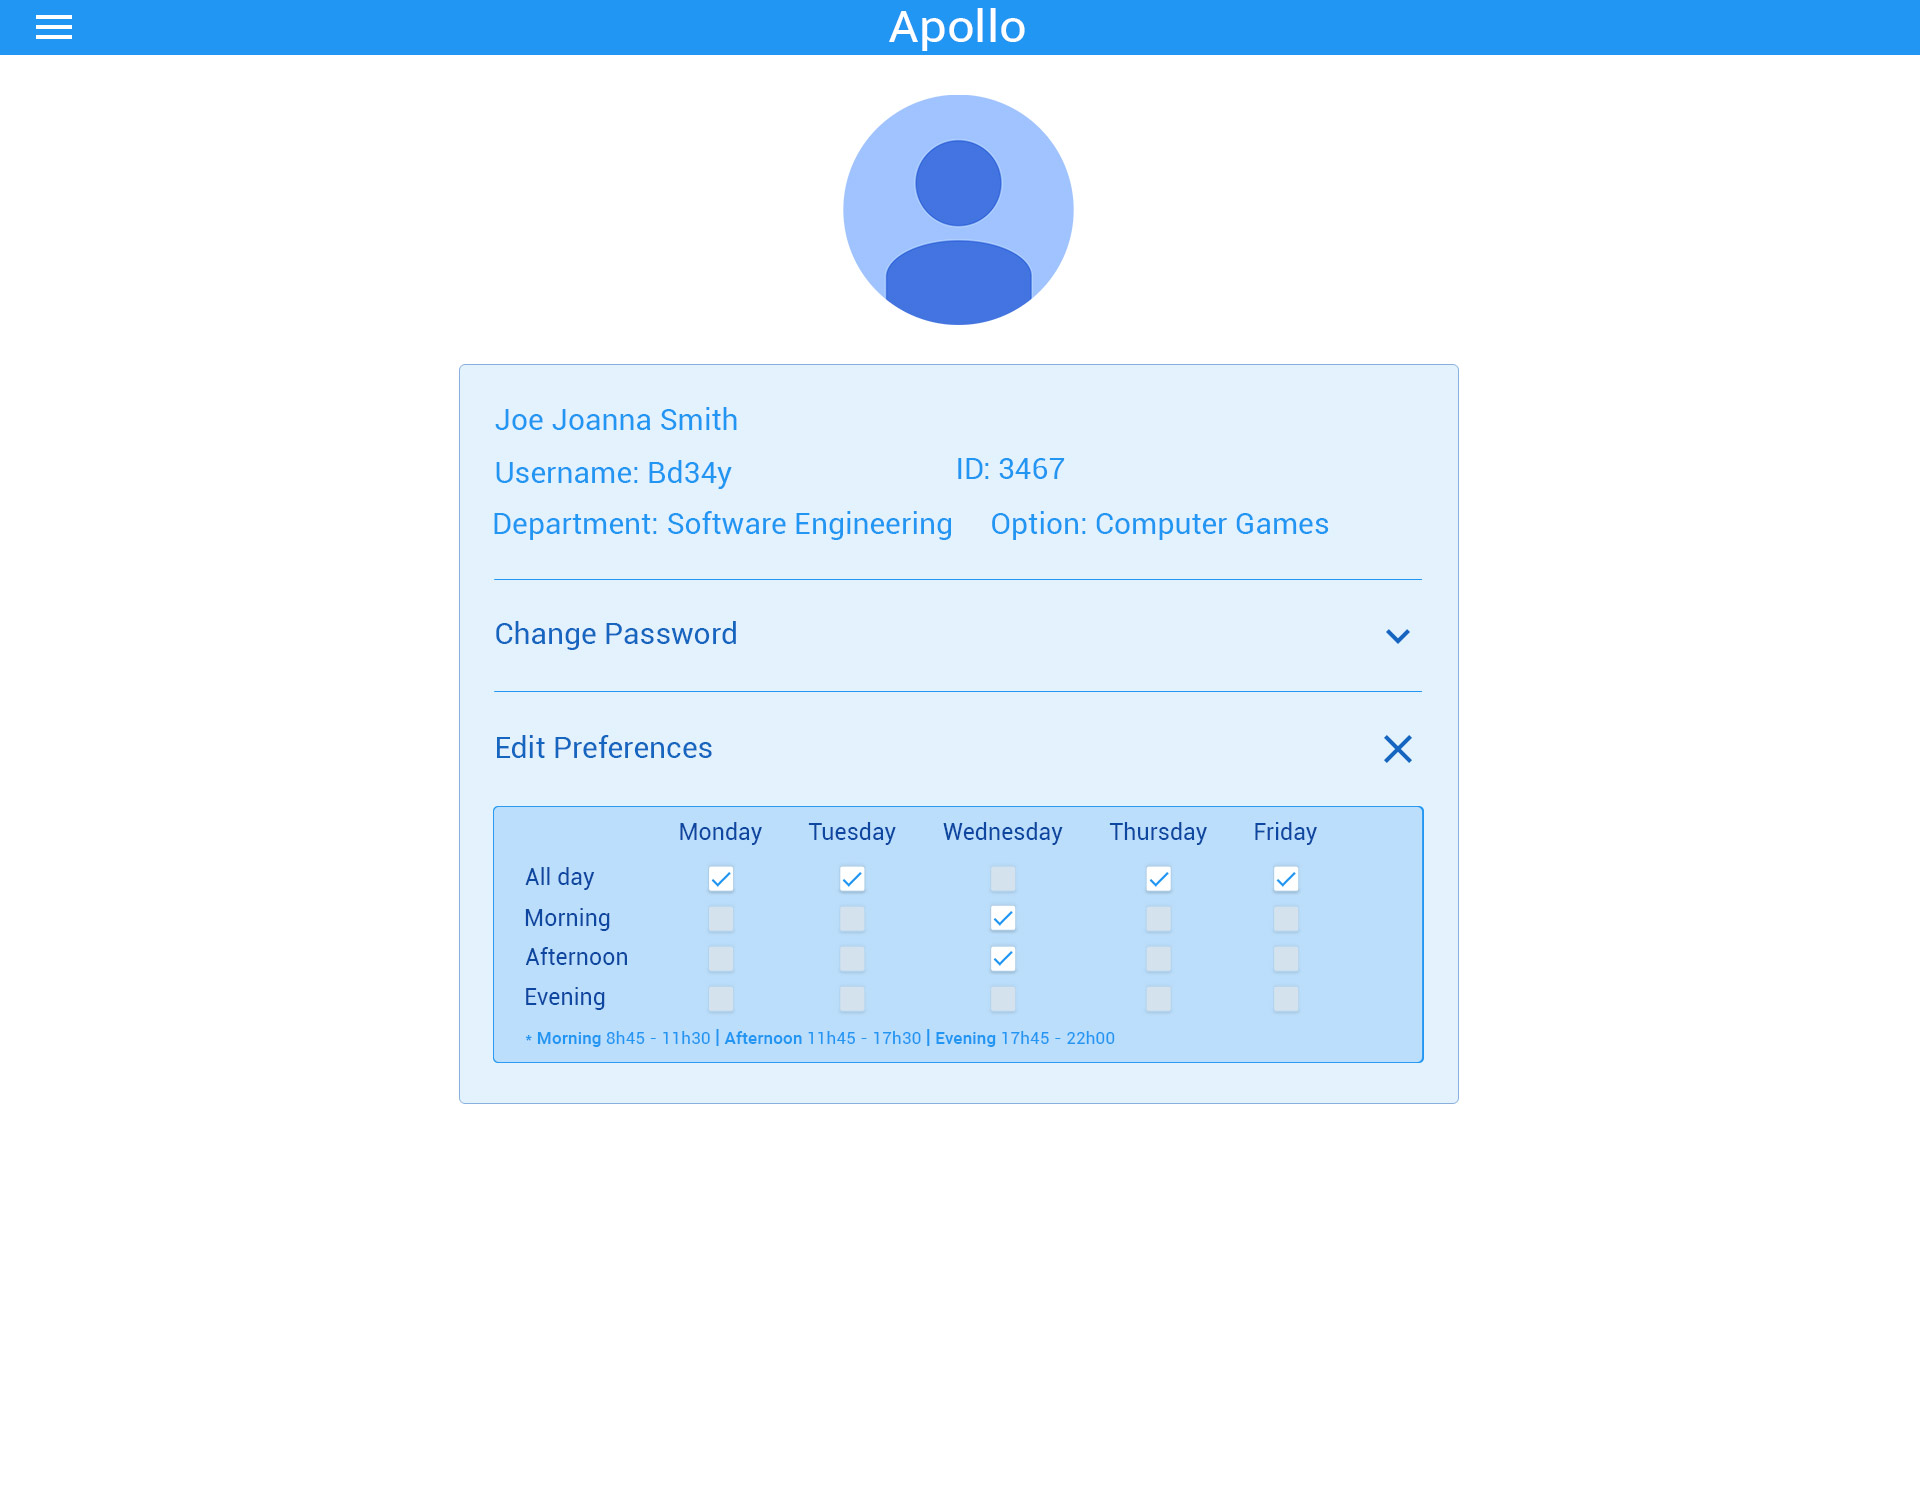 Apollo
Joe Joanna Smith
Username: Bd34y ID: 3467
Department: Software Engineering Option: Computer Games
Change Password
Edit Preferences
Monday Tuesday Wednesday Thursday Friday
All day
Morning
Afternoon
Evening
* Morning 8h45 - 11h30 | Afternoon 11h45 - 17h30 | Evening 17h45 - 22h00